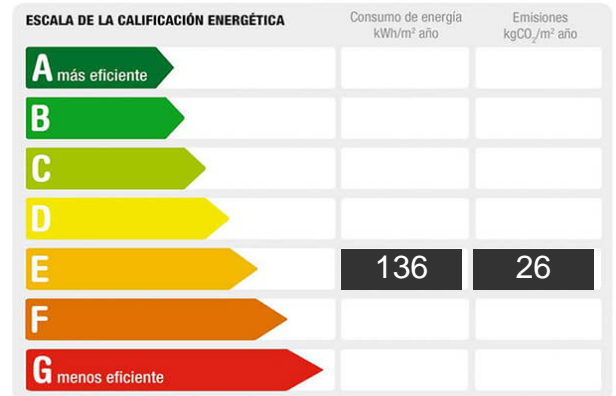 ESCALA DE LA CALIFICACIÓN ENERGÉTICA
Consumo de energía
kWh/m² año
Emisiones
kgCO₂/m² año
A más eficiente
B
C
D
E 136 26
F
G menos eficiente